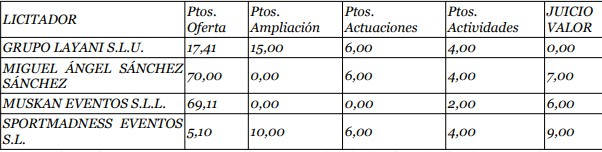 LICITADOR Ptos. Oferta Ptos. Ampliación Ptos. Actuaciones Ptos. Actividades JUICIO VALOR
GRUPO LAYANI S.L.U. 17,41 15,00 6,00 4,00 0,00
MIGUEL ÁNGEL SÁNCHEZ SÁNCHEZ 70,00 0,00 6,00 4,00 7,00
MUSKAN EVENTOS S.L.L. 69,11 0,00 0,00 2,00 6,00
SPORTMADNESS EVENTOS S.L. 5,10 10,00 6,00 4,00 9,00